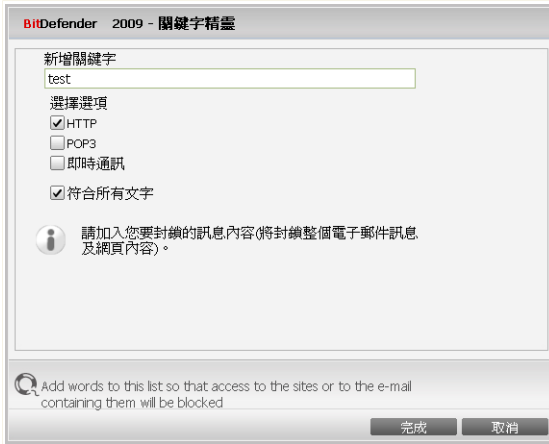 BitDefender 2009 - 關鍵字精靈
新增關鍵字
test
選擇選項
HTTP
POP3
即時通訊
符合所有文字
請加入您要封鎖的訊息內容(將封鎖整個電子郵件訊息
及網頁內容)。
Add words to this list so that access to the sites or to the e-mail
containing them will be blocked
完成 取消